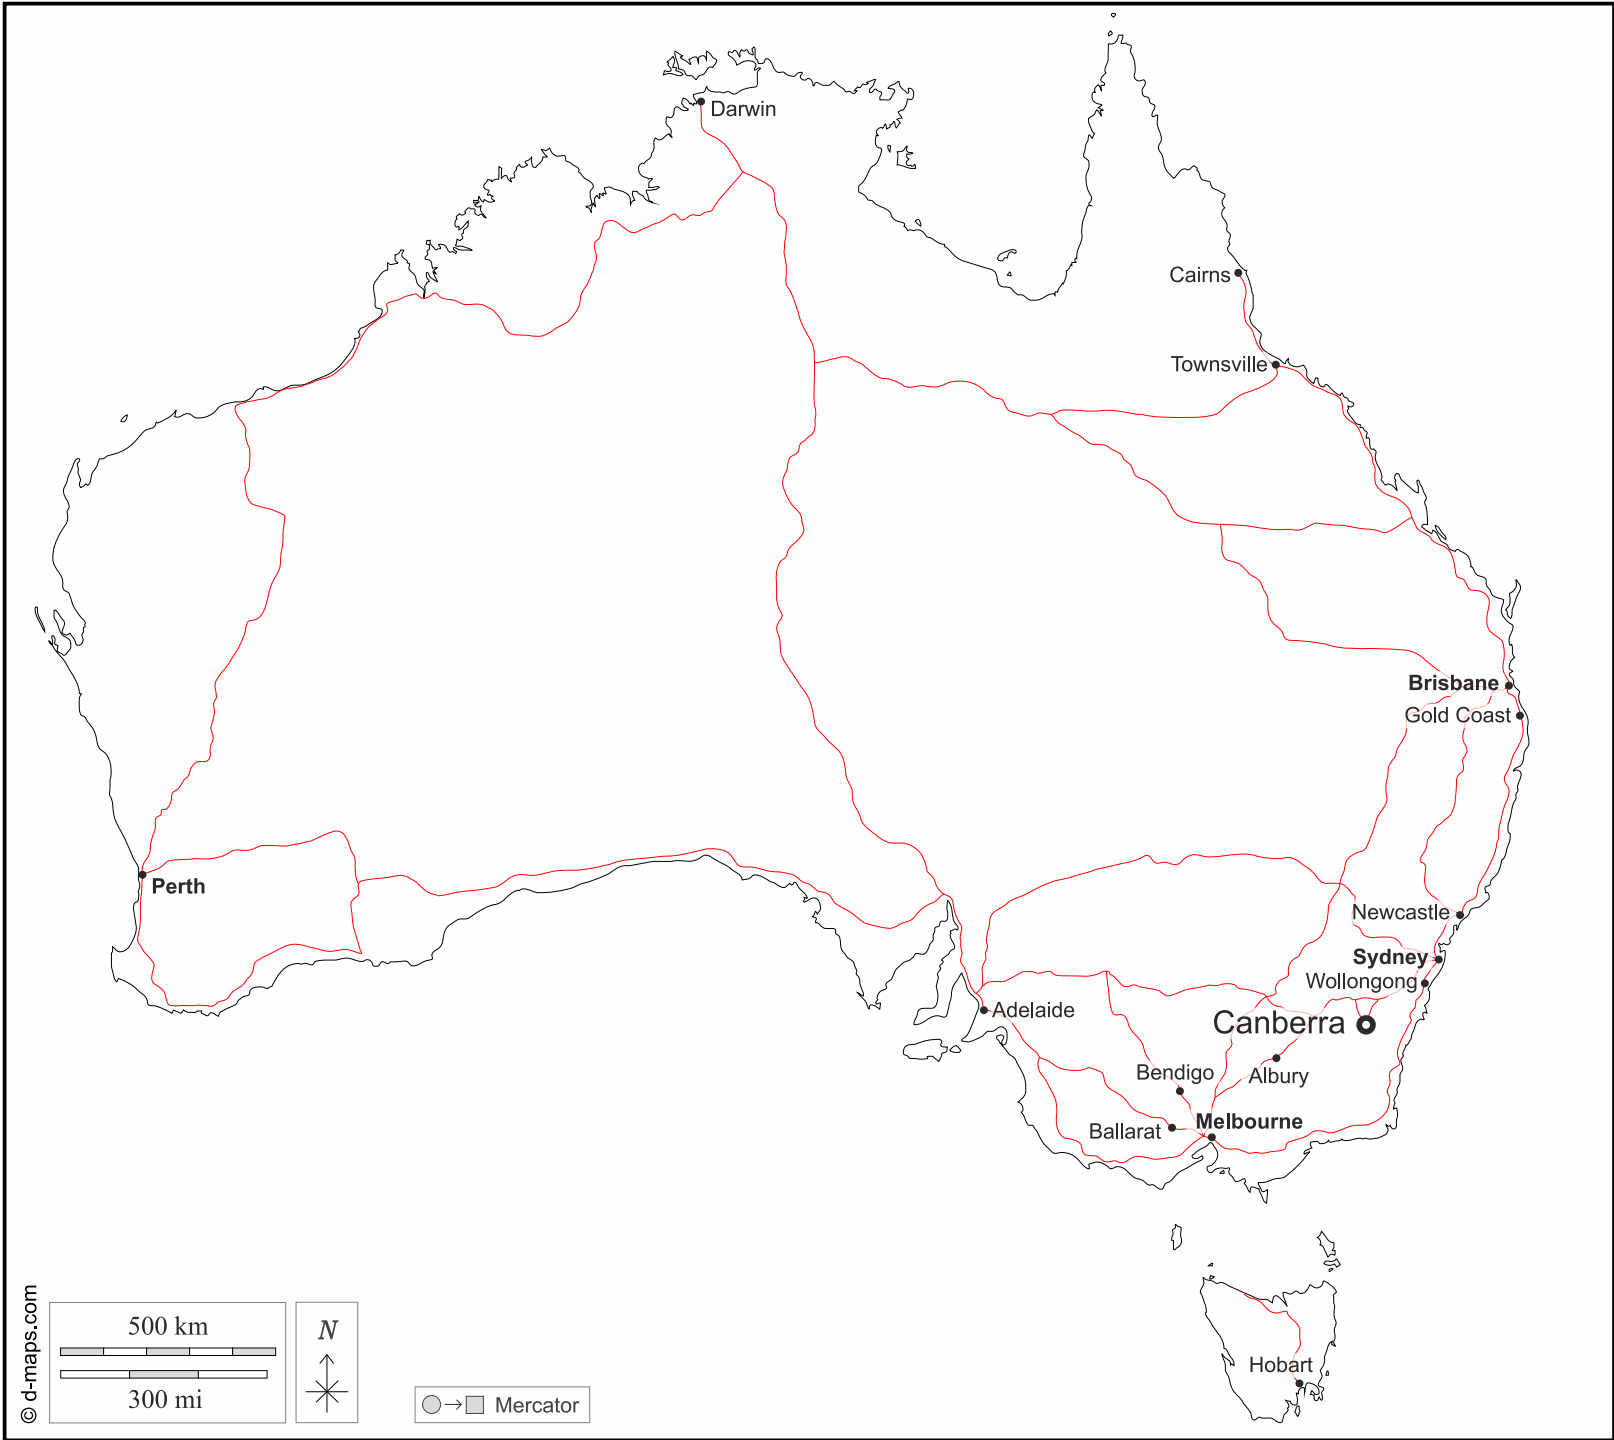 Darwin
Cairns
Townsville
Brisbane
Gold Coast
Perth
Newcastle
Sydney
Wollongong
Adelaide
Canberra
Bendigo
Albury
Melbourne
Ballarat
Hobart
© d-maps.com
500 km
300 mi
N
Mercator